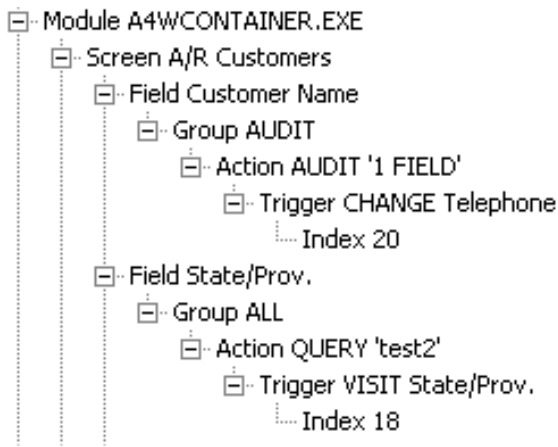 Module A4WCONTAINER.EXE
Screen A/R Customers
Field Customer Name
Group AUDIT
Action AUDIT '1 FIELD'
Trigger CHANGE Telephone
Index 20
Field State/Prov.
Group ALL
Action QUERY 'test2'
Trigger VISIT State/Prov.
Index 18